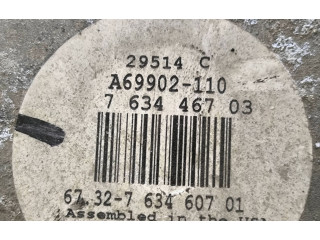 29514 C
A69902-110
7 634 467 03
67.32-7 634 607 01
Assembled in the USA